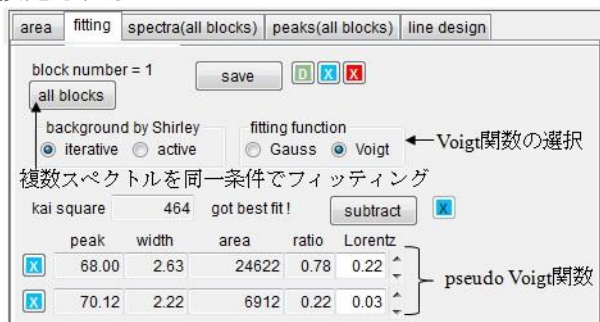 area fitting spectra(all blocks) peaks(all blocks) line design
block number = 1 save D X X
all blocks
background by Shirley fitting function
iterative active Gauss Voigt Voigt関数の選択
複数スペクトルを同一条件でフィッティング
kai square 464 got best fit! subtract X
peak width area ratio Lorentz
X 68.00 2.63 24622 0.78 0.22
pseudo Voigt関数
X 70.12 2.22 6912 0.22 0.03